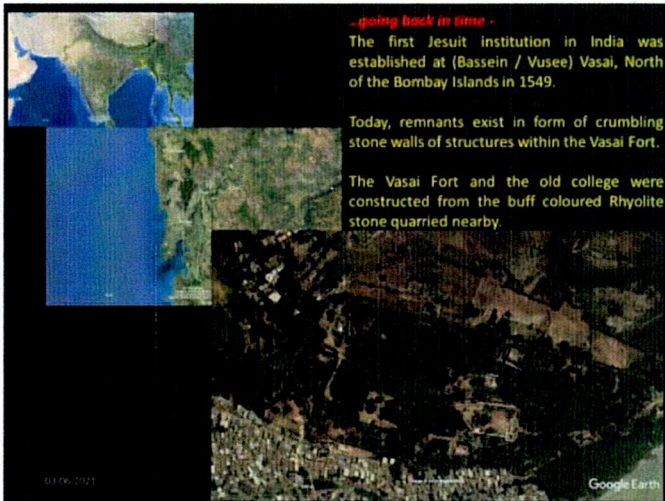 ...going back in time -
The first Jesuit institution in India was
established at (Bassein / Vusee) Vasai, North
of the Bombay Islands in 1549.
Today, remnants exist in form of crumbling
stone walls of structures within the Vasai Fort.
The Vasai Fort and the old college were
constructed from the buff coloured Rhyolite
stone quarried nearby.
03.06.2021
Google Earth